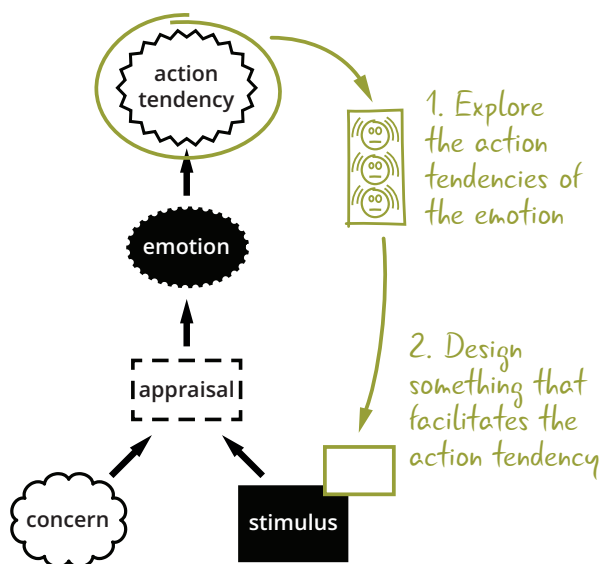 action
tendency
1. Explore
the action
tendencies of
the emotion
emotion
2. Design
something that
facilitates the
action tendency
appraisal
concern
stimulus